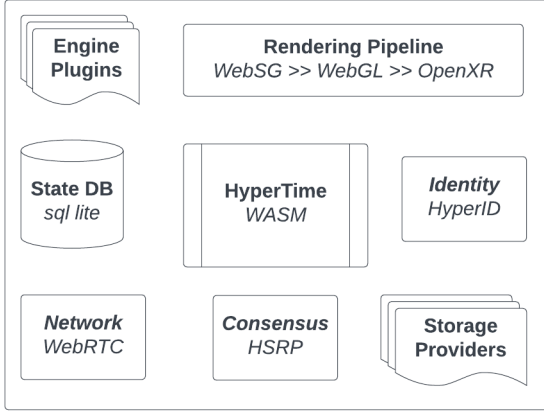 Engine
Plugins
Rendering Pipeline
WebSG >> WebGL >> OpenXR
State DB
sql lite
HyperTime
WASM
Identity
HyperID
Network
WebRTC
Consensus
HSRP
Storage
Providers